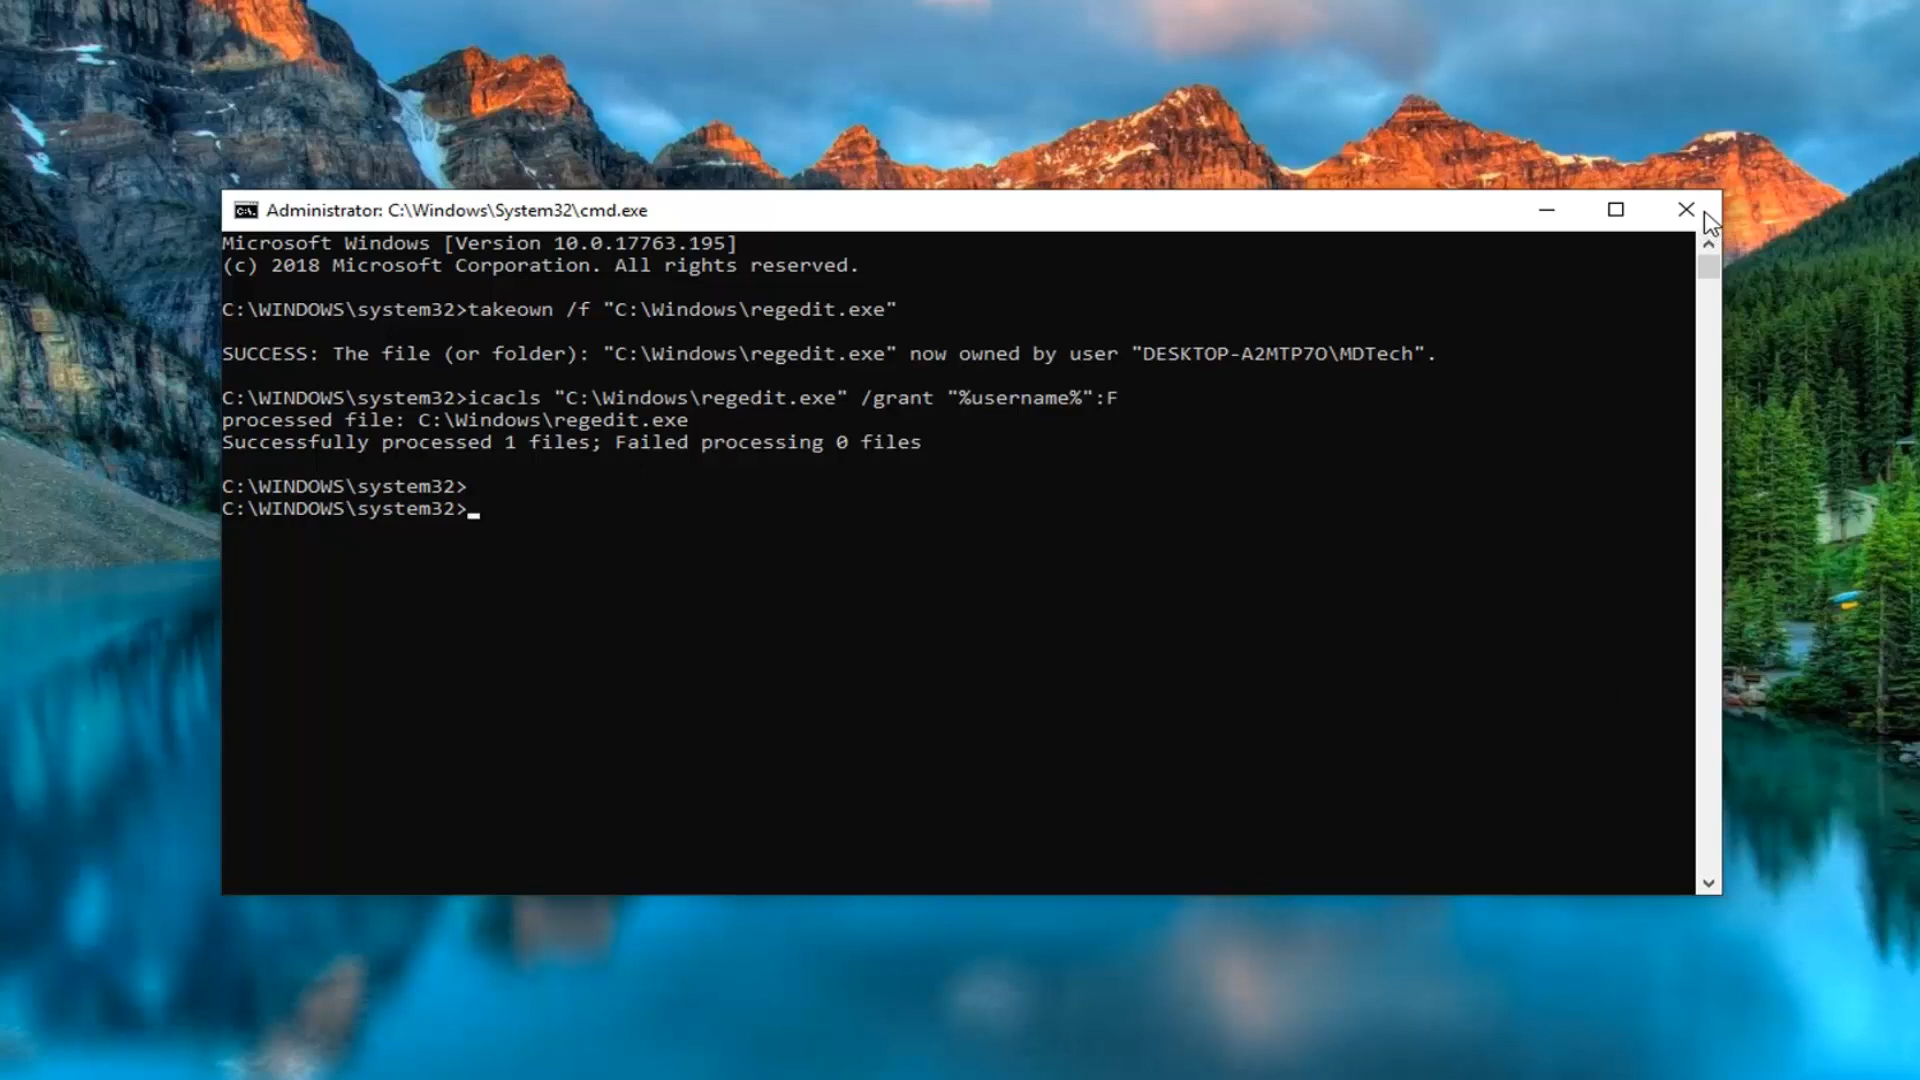 Administrator: C:\Windows\System32\cmd.exe
Microsoft Windows [Version 10.0.17763.195]
(c) 2018 Microsoft Corporation. All rights reserved.
C:\WINDOWS\system32>takeown /f "C:\Windows\regedit.exe"
SUCCESS: The file (or folder): "C:\Windows\regedit.exe" now owned by user "DESKTOP-A2MTP7O\MDTech".
C:\WINDOWS\system32>icacls "C:\Windows\regedit.exe" /grant "%username%":F
processed file: C:\Windows\regedit.exe
Successfully processed 1 files; Failed processing 0 files
C:\WINDOWS\system32>
C:\WINDOWS\system32>